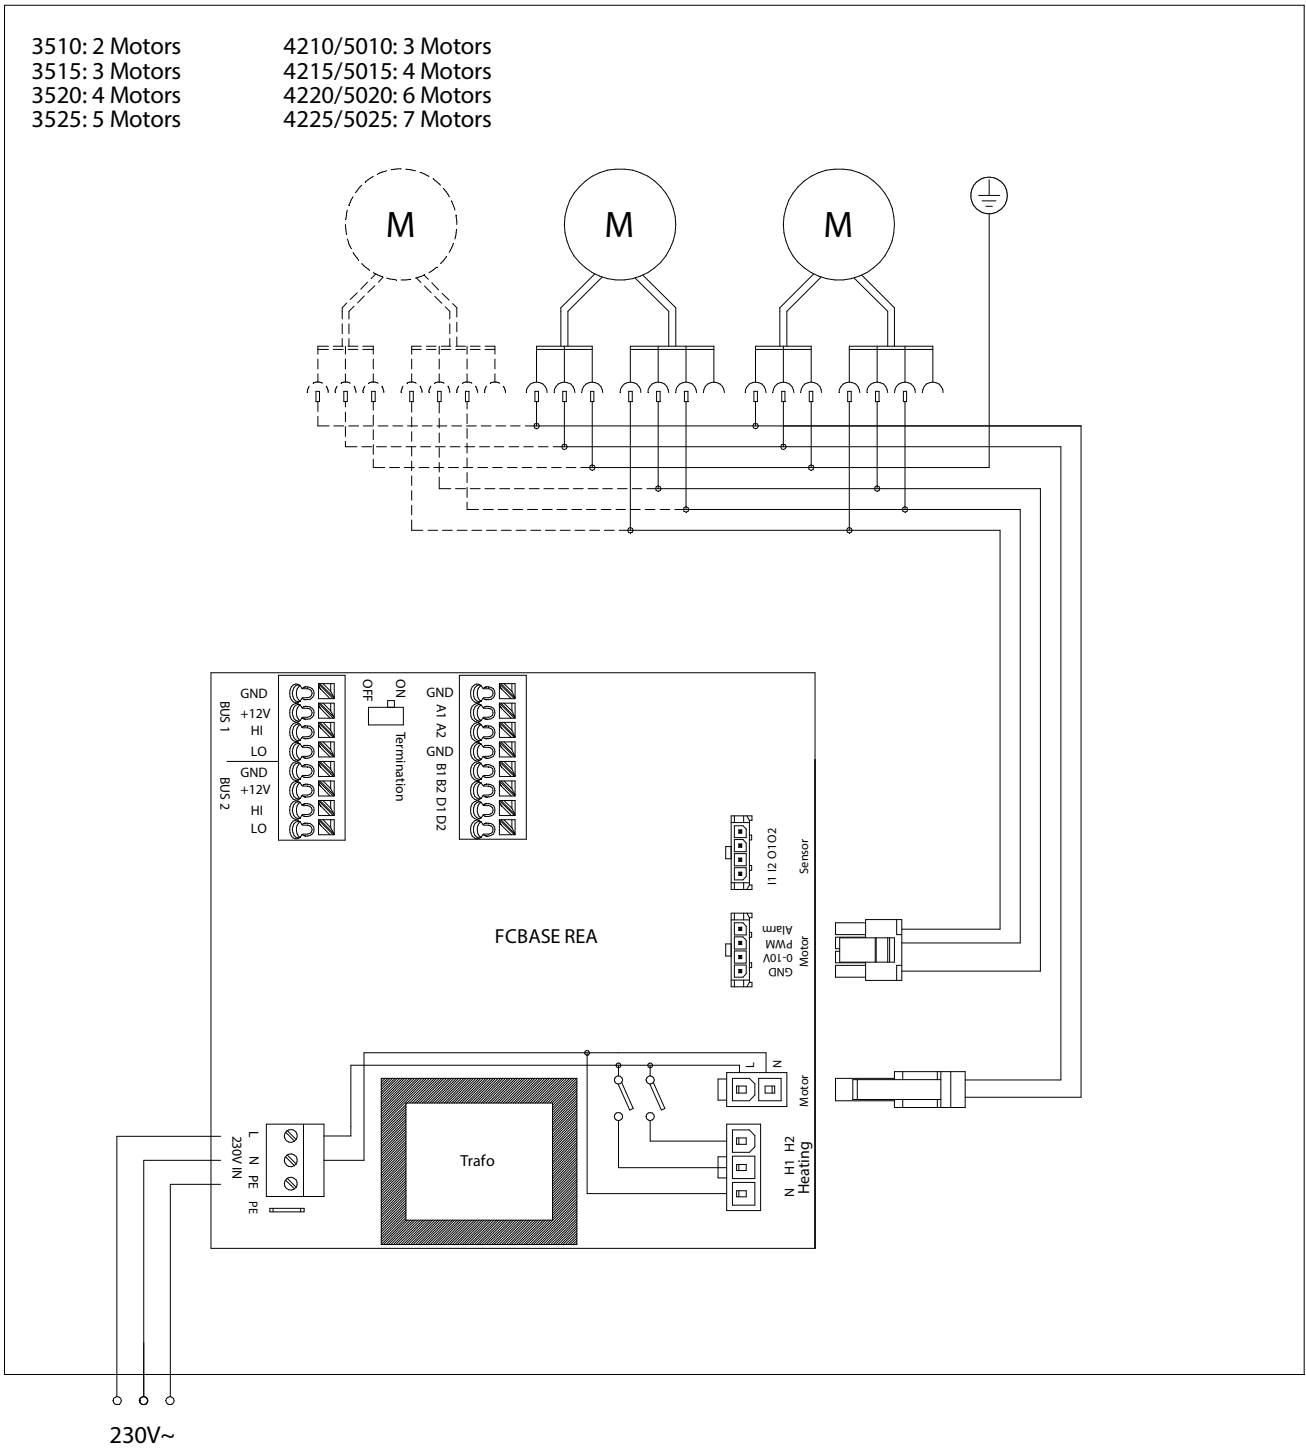 3510: 2 Motors
3515: 3 Motors
3520: 4 Motors
3525: 5 Motors
4210/5010: 3 Motors
4215/5015: 4 Motors
4220/5020: 6 Motors
4225/5025: 7 Motors
M
M
M
BUS 1
GND
+12V
HI
LO
BUS 2
GND
+12V
HI
LO
OFF
ON
Termination
GND
A1 A2
GND
B1 B2 D1 D2
I1 I2 O1O2
Sensor
FCBASE REA
Alarm
PWM
0-10V
GND
Motor
L
N
Motor
N H1 H2
Heating
Trafo
230V IN
L
N
PE
PE
230V~